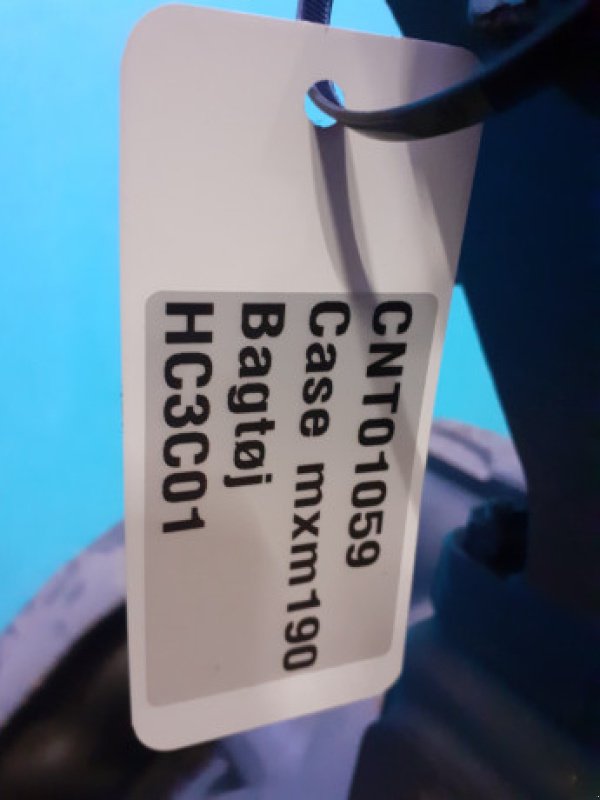 CNT01059
Case mxm190
Bagtøj
HC3C01